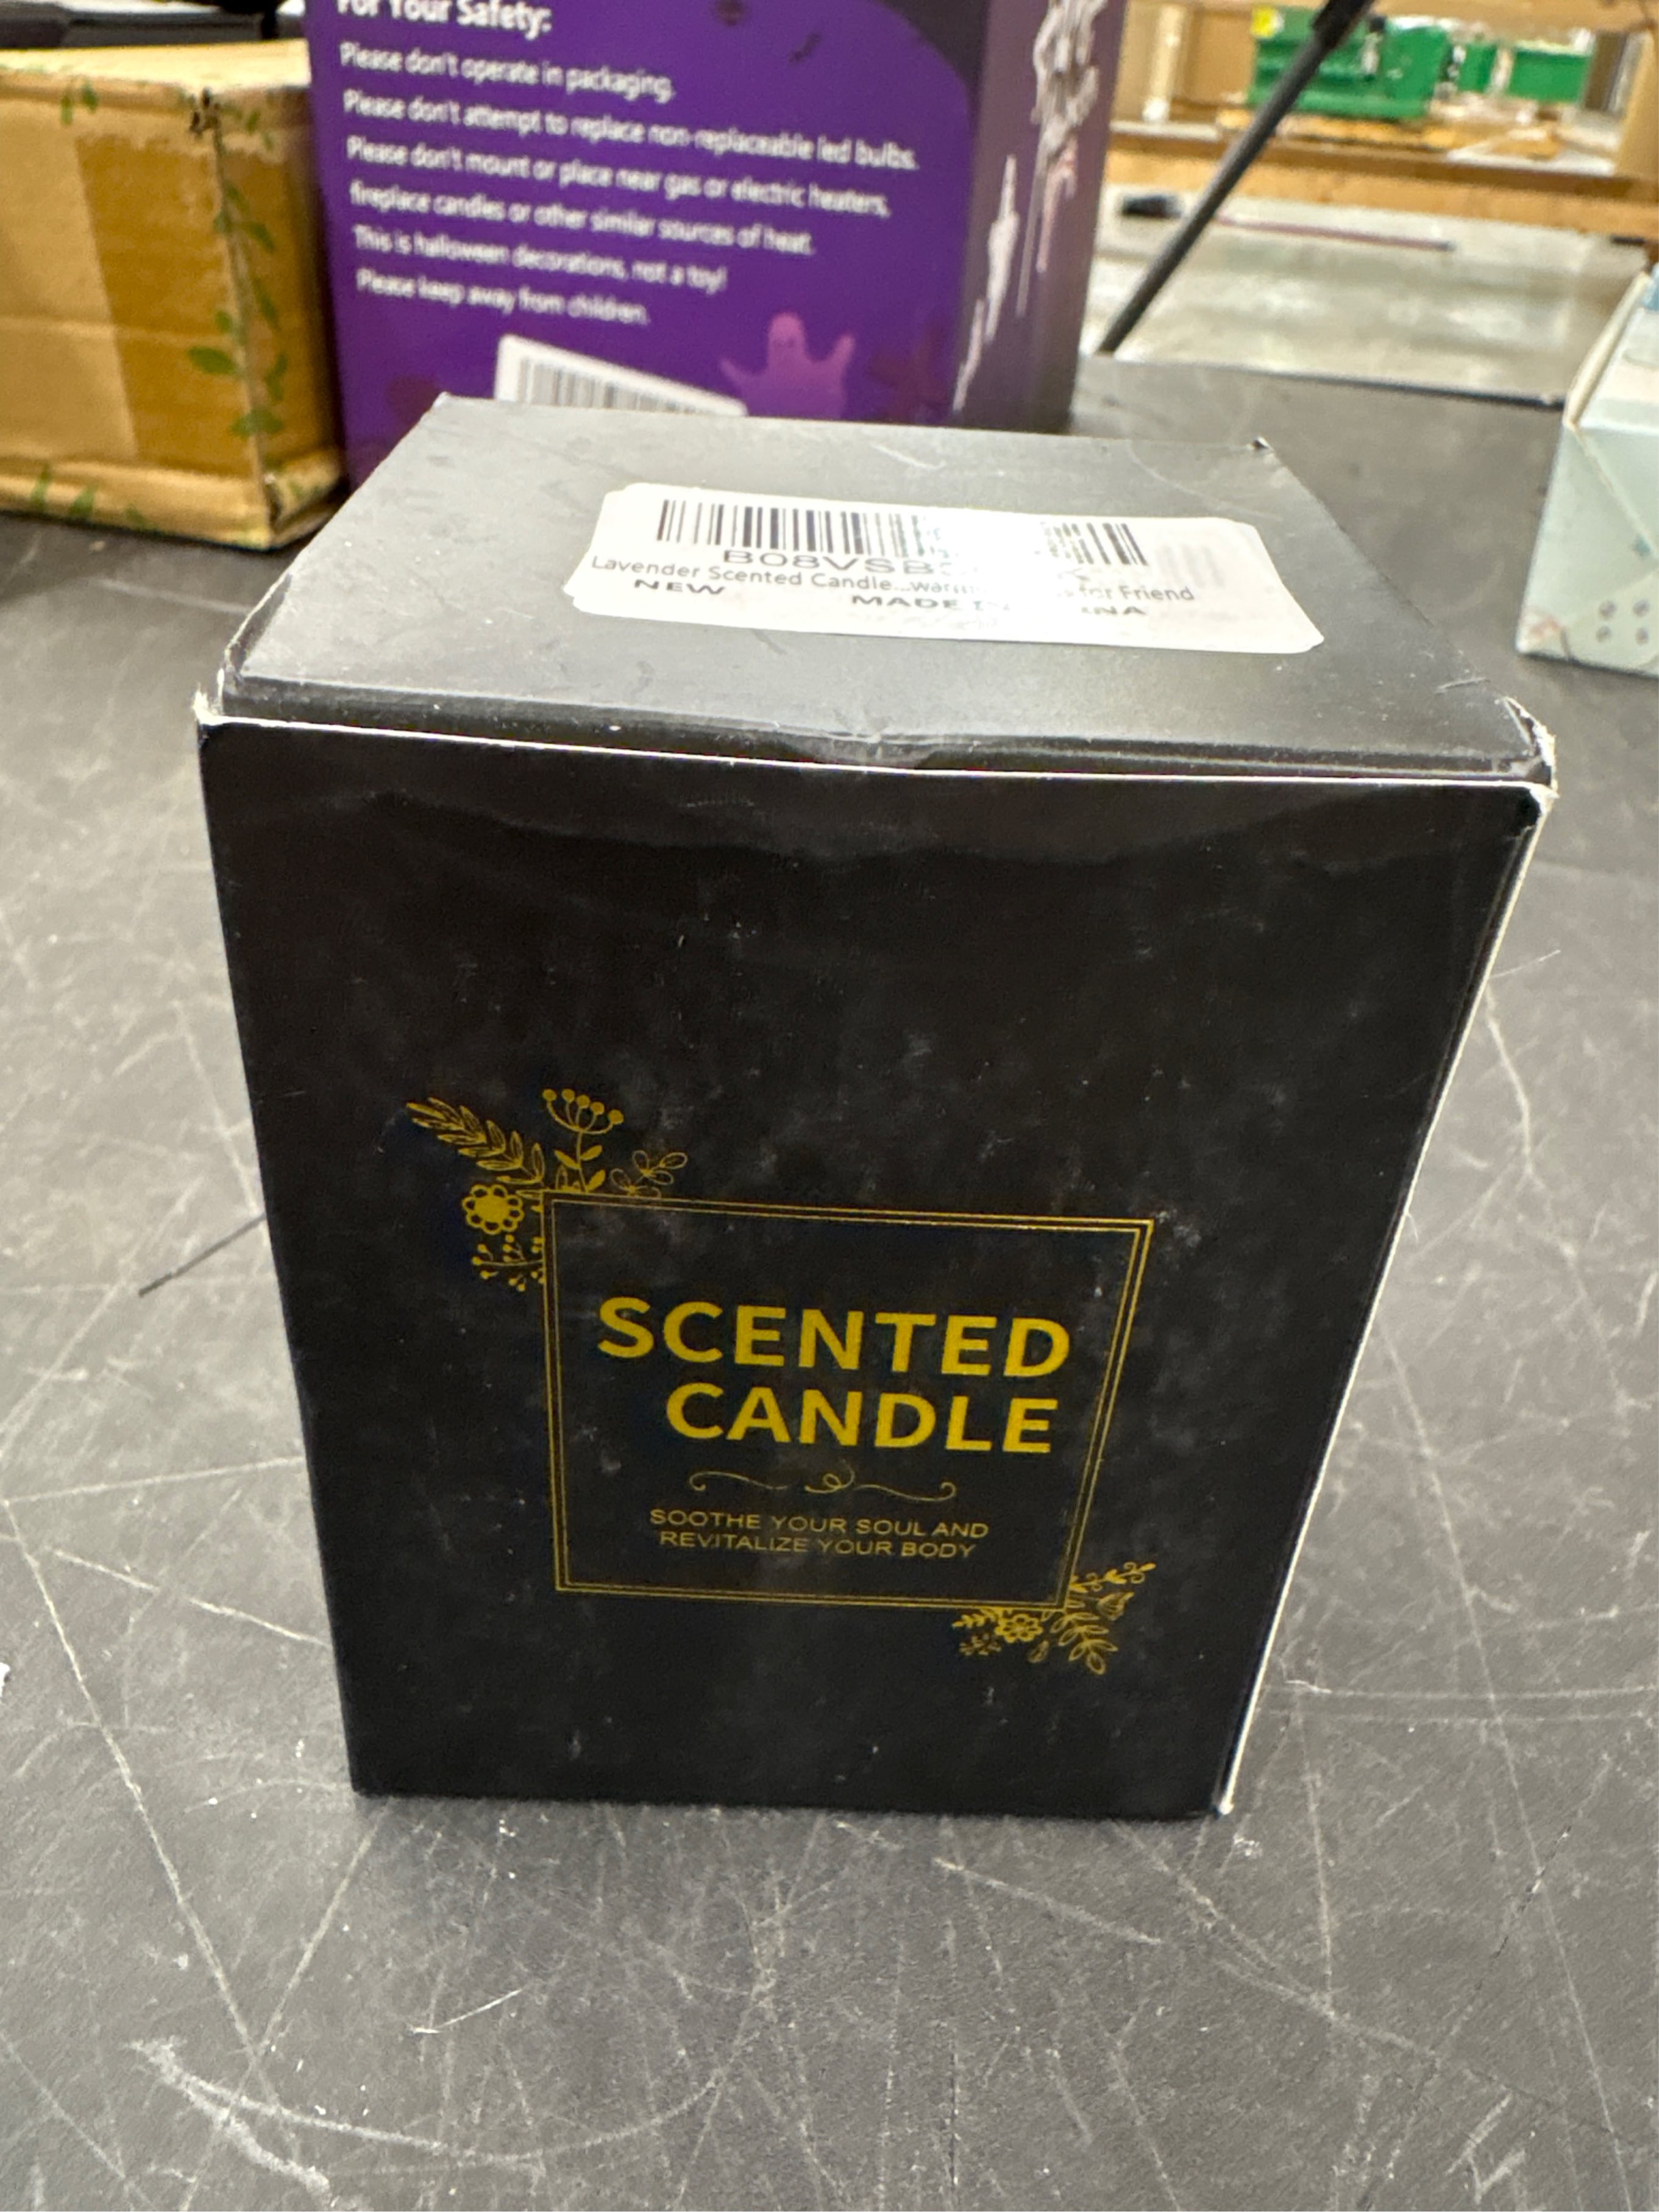 For Your Safety:
Please don't operate in packaging.
Please don't attempt to replace non-replaceable led bulbs.
Please don't mount or place near gas or electric heaters,
fireplace candles or other similar sources of heat.
This is halloween decorations, not a toy!
Please keep away from children.
Lavender Scented Candle... for Friend
NEW MADE
SCENTED
CANDLE
SOOTHE YOUR SOUL AND
REVITALIZE YOUR BODY